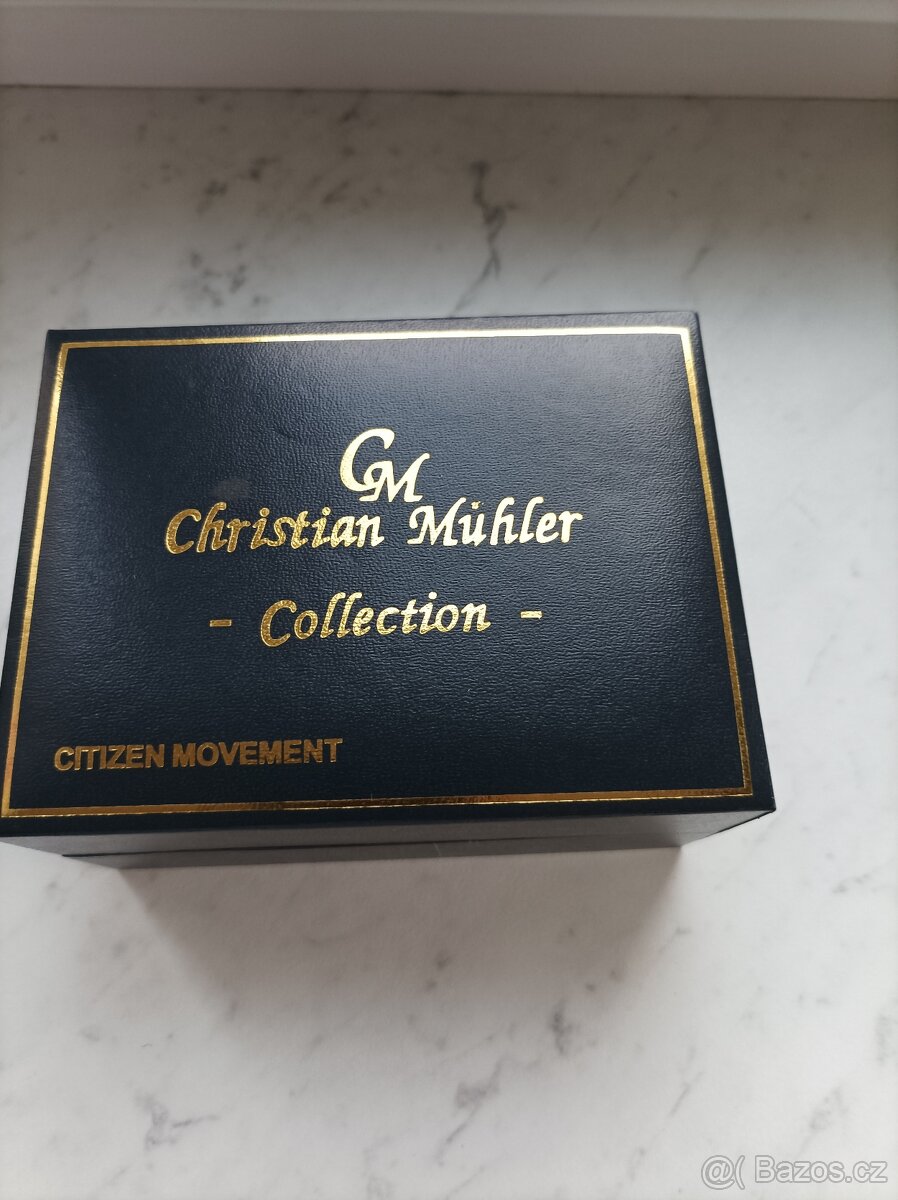 CM
Christian Mühler
- Collection -
CITIZEN MOVEMENT
@( Bazos.cz